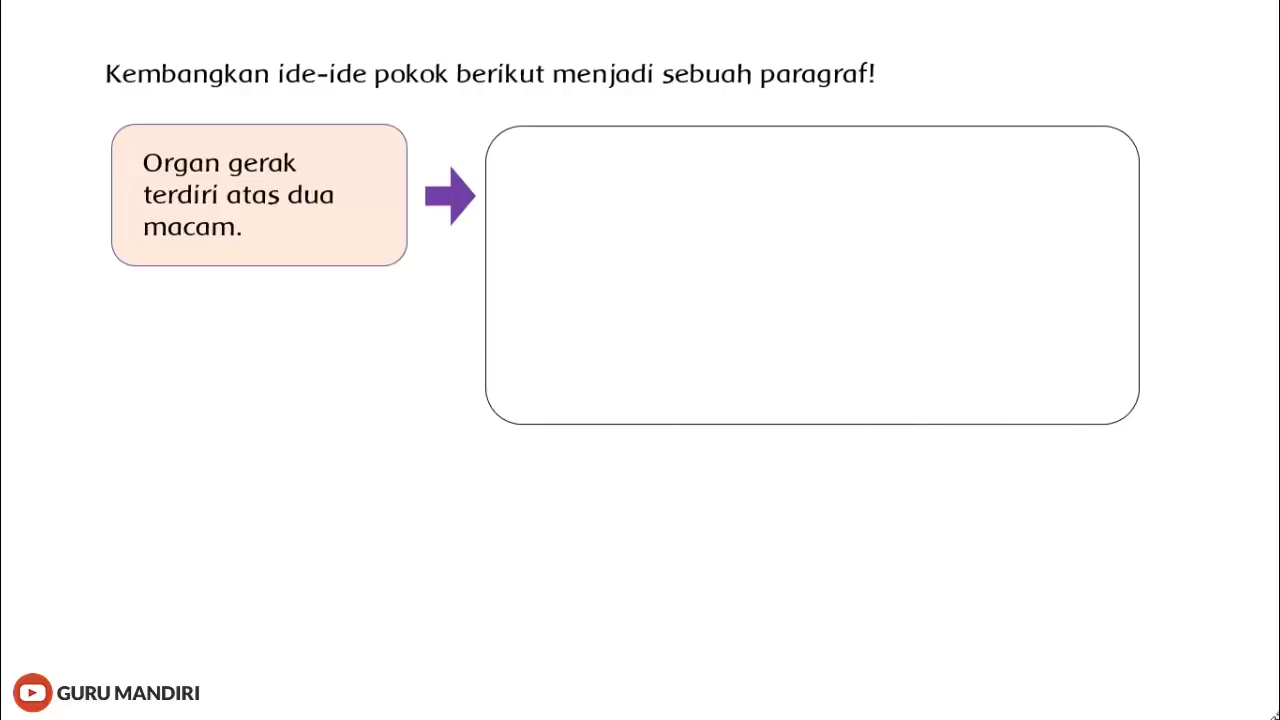 Kembangkan ide-ide pokok berikut menjadi sebuah paragraf!
Organ gerak
terdiri atas dua
macam.
GURU MANDIRI